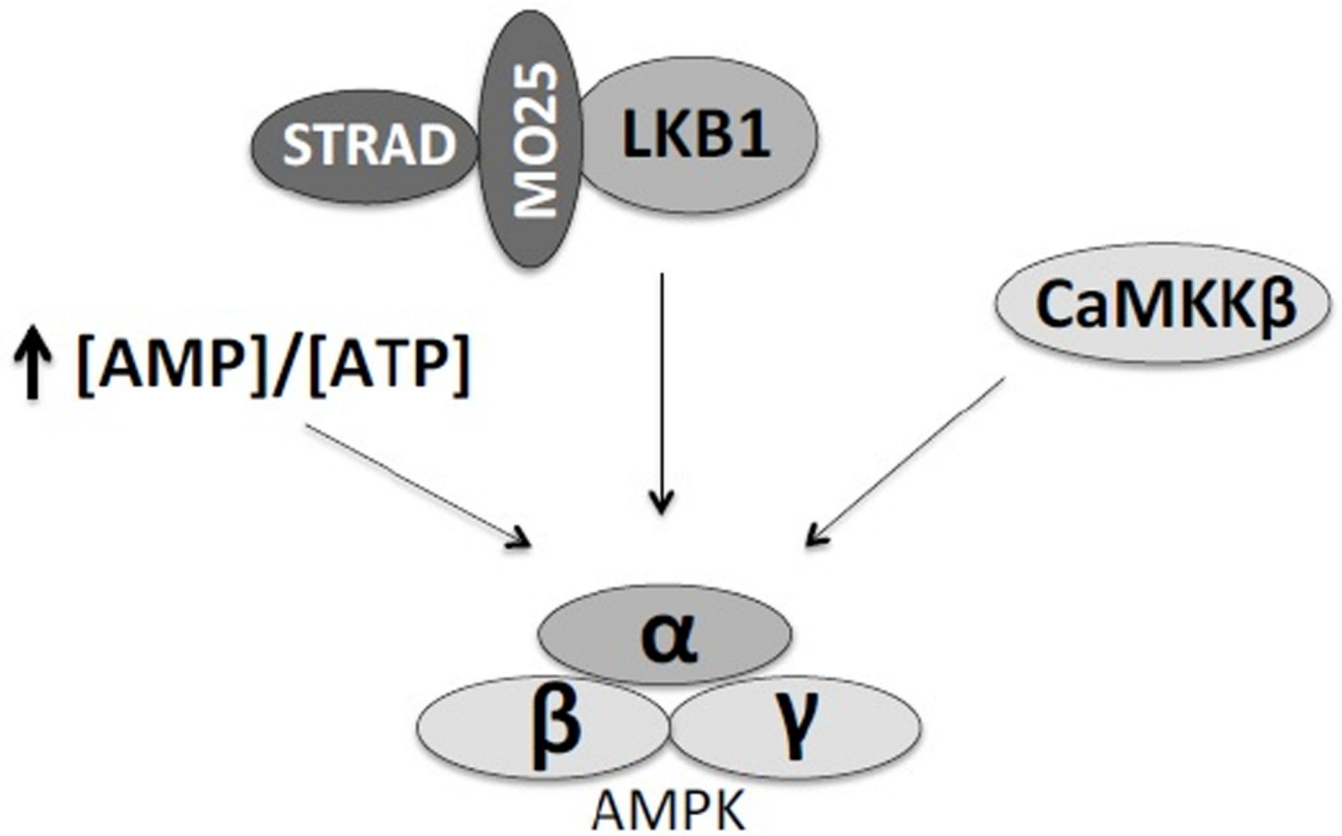 STRAD
MO25
LKB1
CaMKKβ
↑ [AMP]/[ATP]
α
β
γ
AMPK